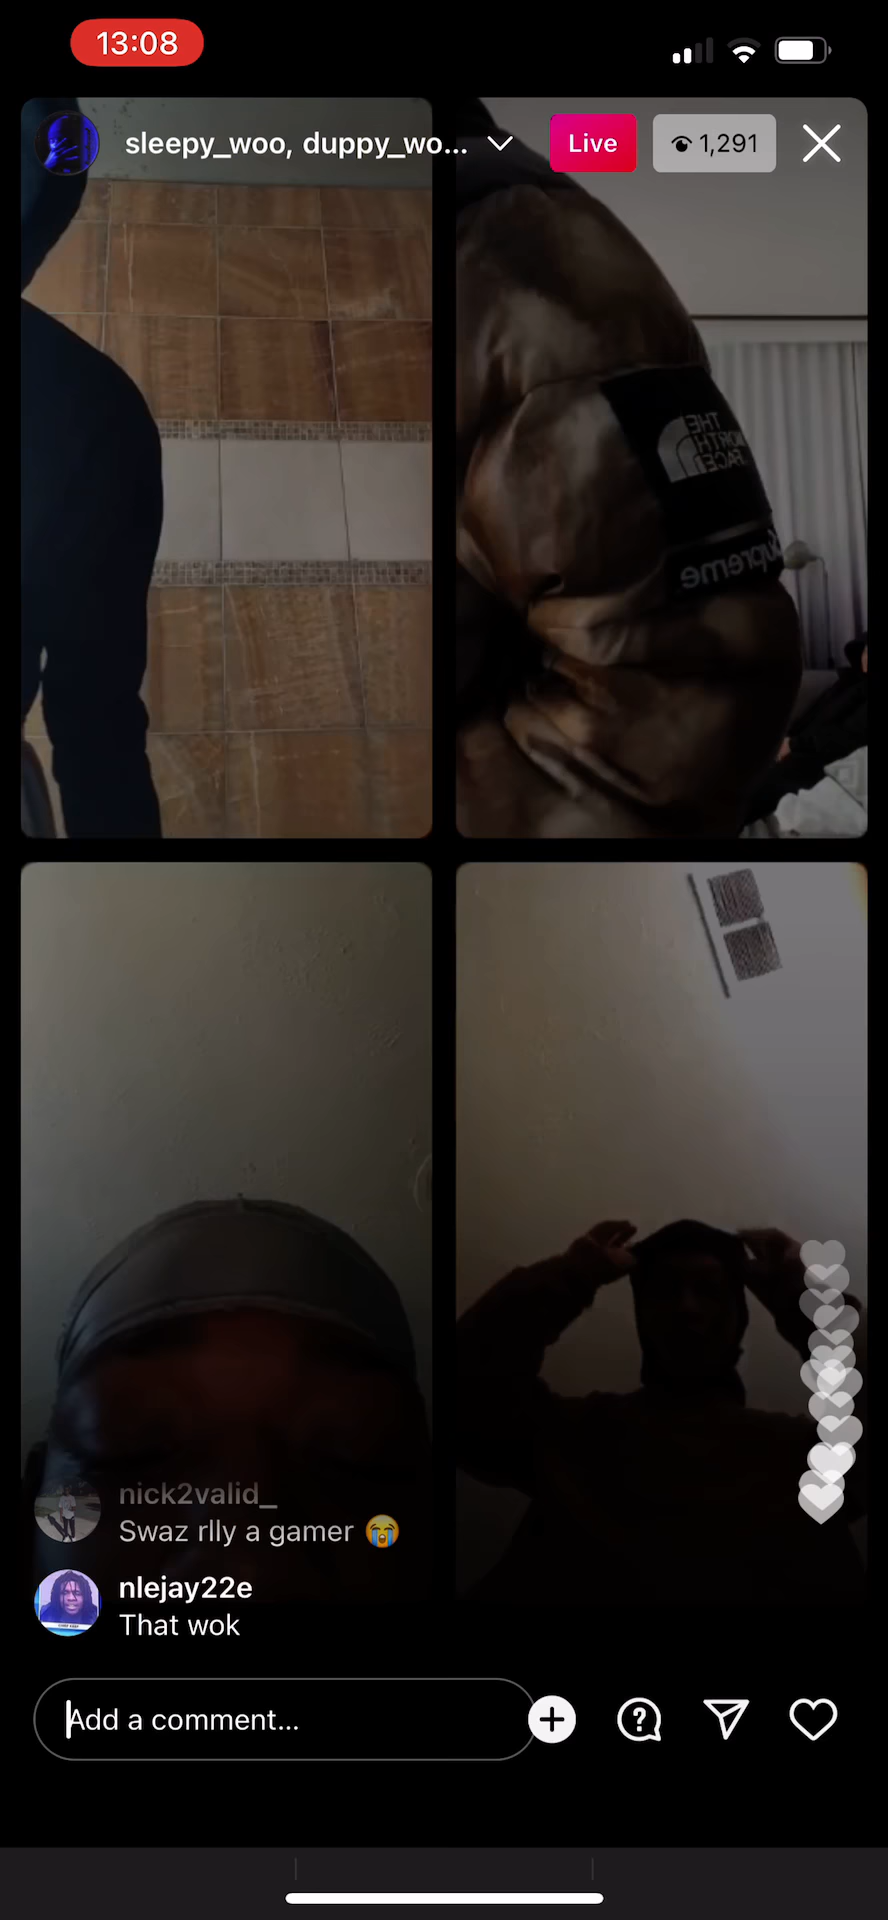 13:08
sleepy_woo, duppy_wo...
Live
1,291
THE
NORTH
FACE
Supreme
nick2valid_
Swaz rlly a gamer 😭
nlejay22e
That wok
Add a comment...